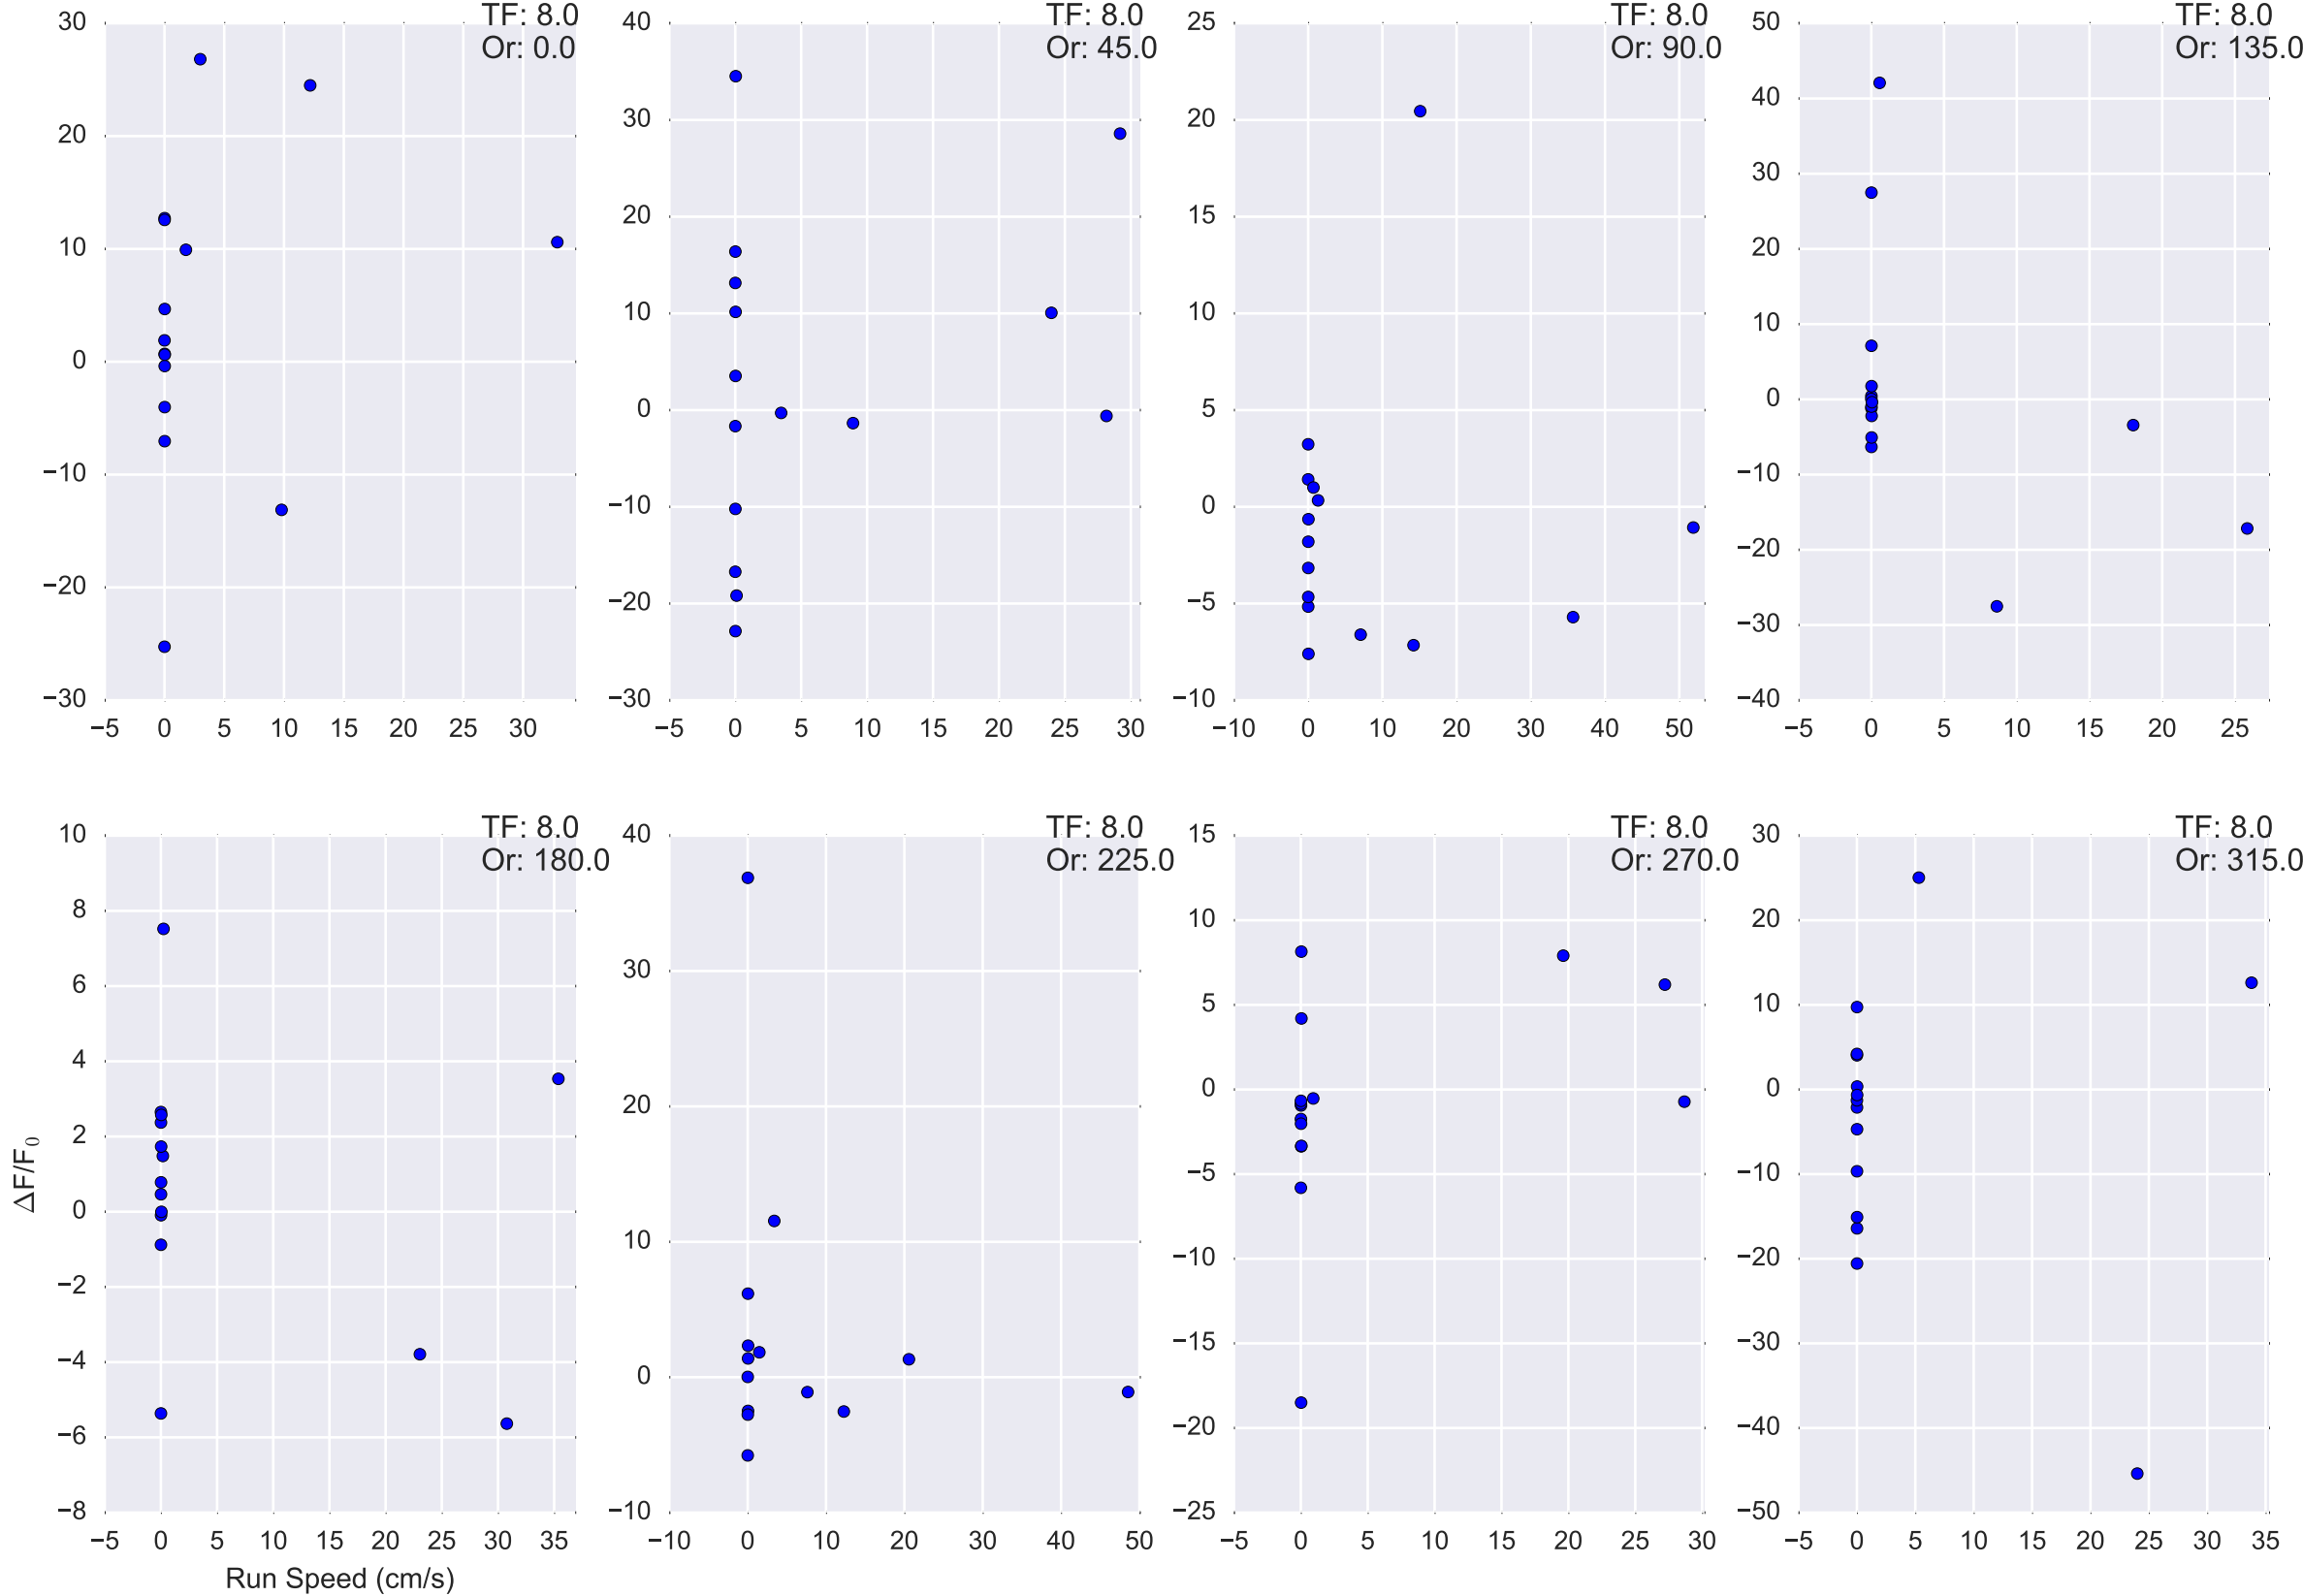 TF: 8.0
Or: 0.0
30
20
10
0
−10
−20
−30
−5 0 5 10 15 20 25 30
TF: 8.0
Or: 45.0
40
30
20
10
0
−10
−20
−30
−5 0 5 10 15 20 25 30
TF: 8.0
Or: 90.0
25
20
15
10
5
0
−5
−10
−10 0 10 20 30 40 50
TF: 8.0
Or: 135.0
50
40
30
20
10
0
−10
−20
−30
−40
−5 0 5 10 15 20 25
TF: 8.0
Or: 180.0
10
8
6
4
2
0
−2
−4
−6
−8
−5 0 5 10 15 20 25 30 35
ΔF/F₀
Run Speed (cm/s)
TF: 8.0
Or: 225.0
40
30
20
10
0
−10
−10 0 10 20 30 40 50
TF: 8.0
Or: 270.0
15
10
5
0
−5
−10
−15
−20
−25
−5 0 5 10 15 20 25 30
TF: 8.0
Or: 315.0
30
20
10
0
−10
−20
−30
−40
−50
−5 0 5 10 15 20 25 30 35